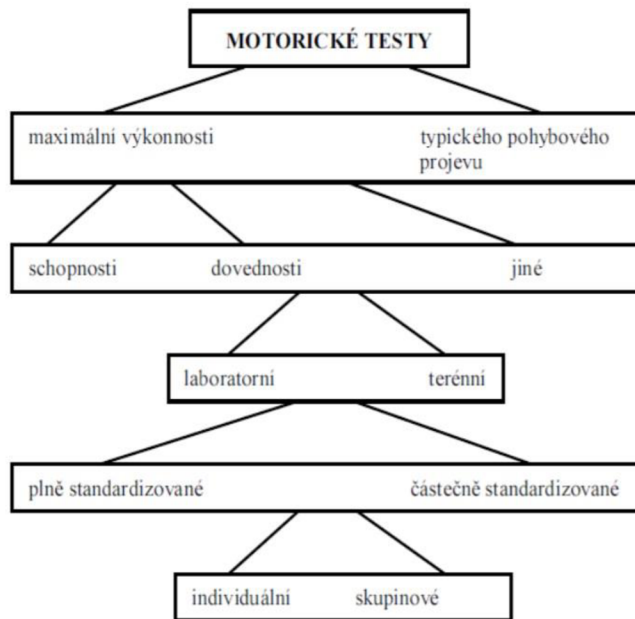 MOTORICKÉ TESTY
maximální výkonnosti typického pohybového
projevu
schopnosti dovednosti jiné
laboratorní terénní
plně standardizované částečně standardizované
individuální skupinové